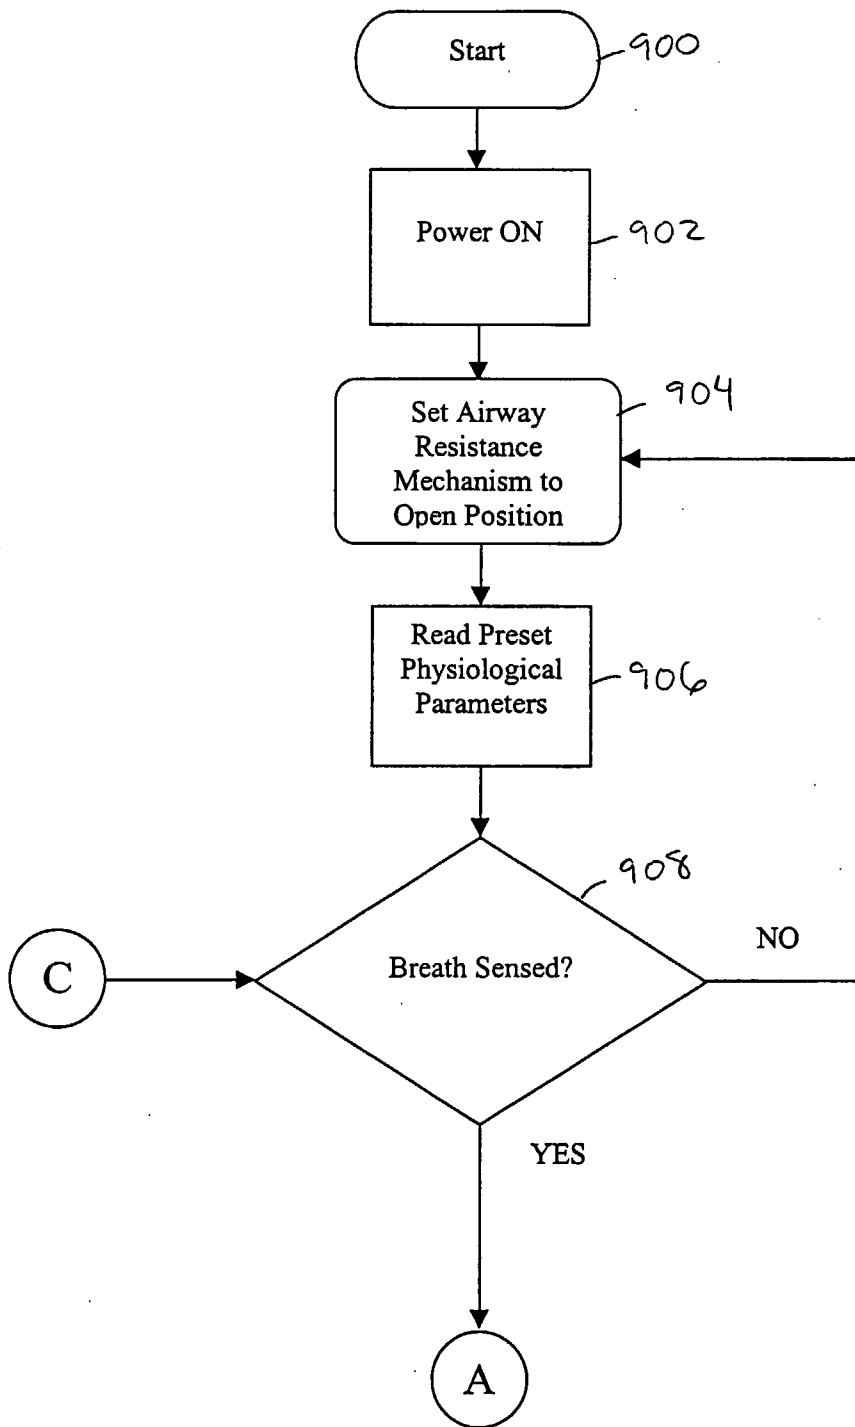 Start
900
Power ON
902
904
Set Airway
Resistance
Mechanism to
Open Position
Read Preset
Physiological
Parameters
906
908
NO
C
Breath Sensed?
YES
A